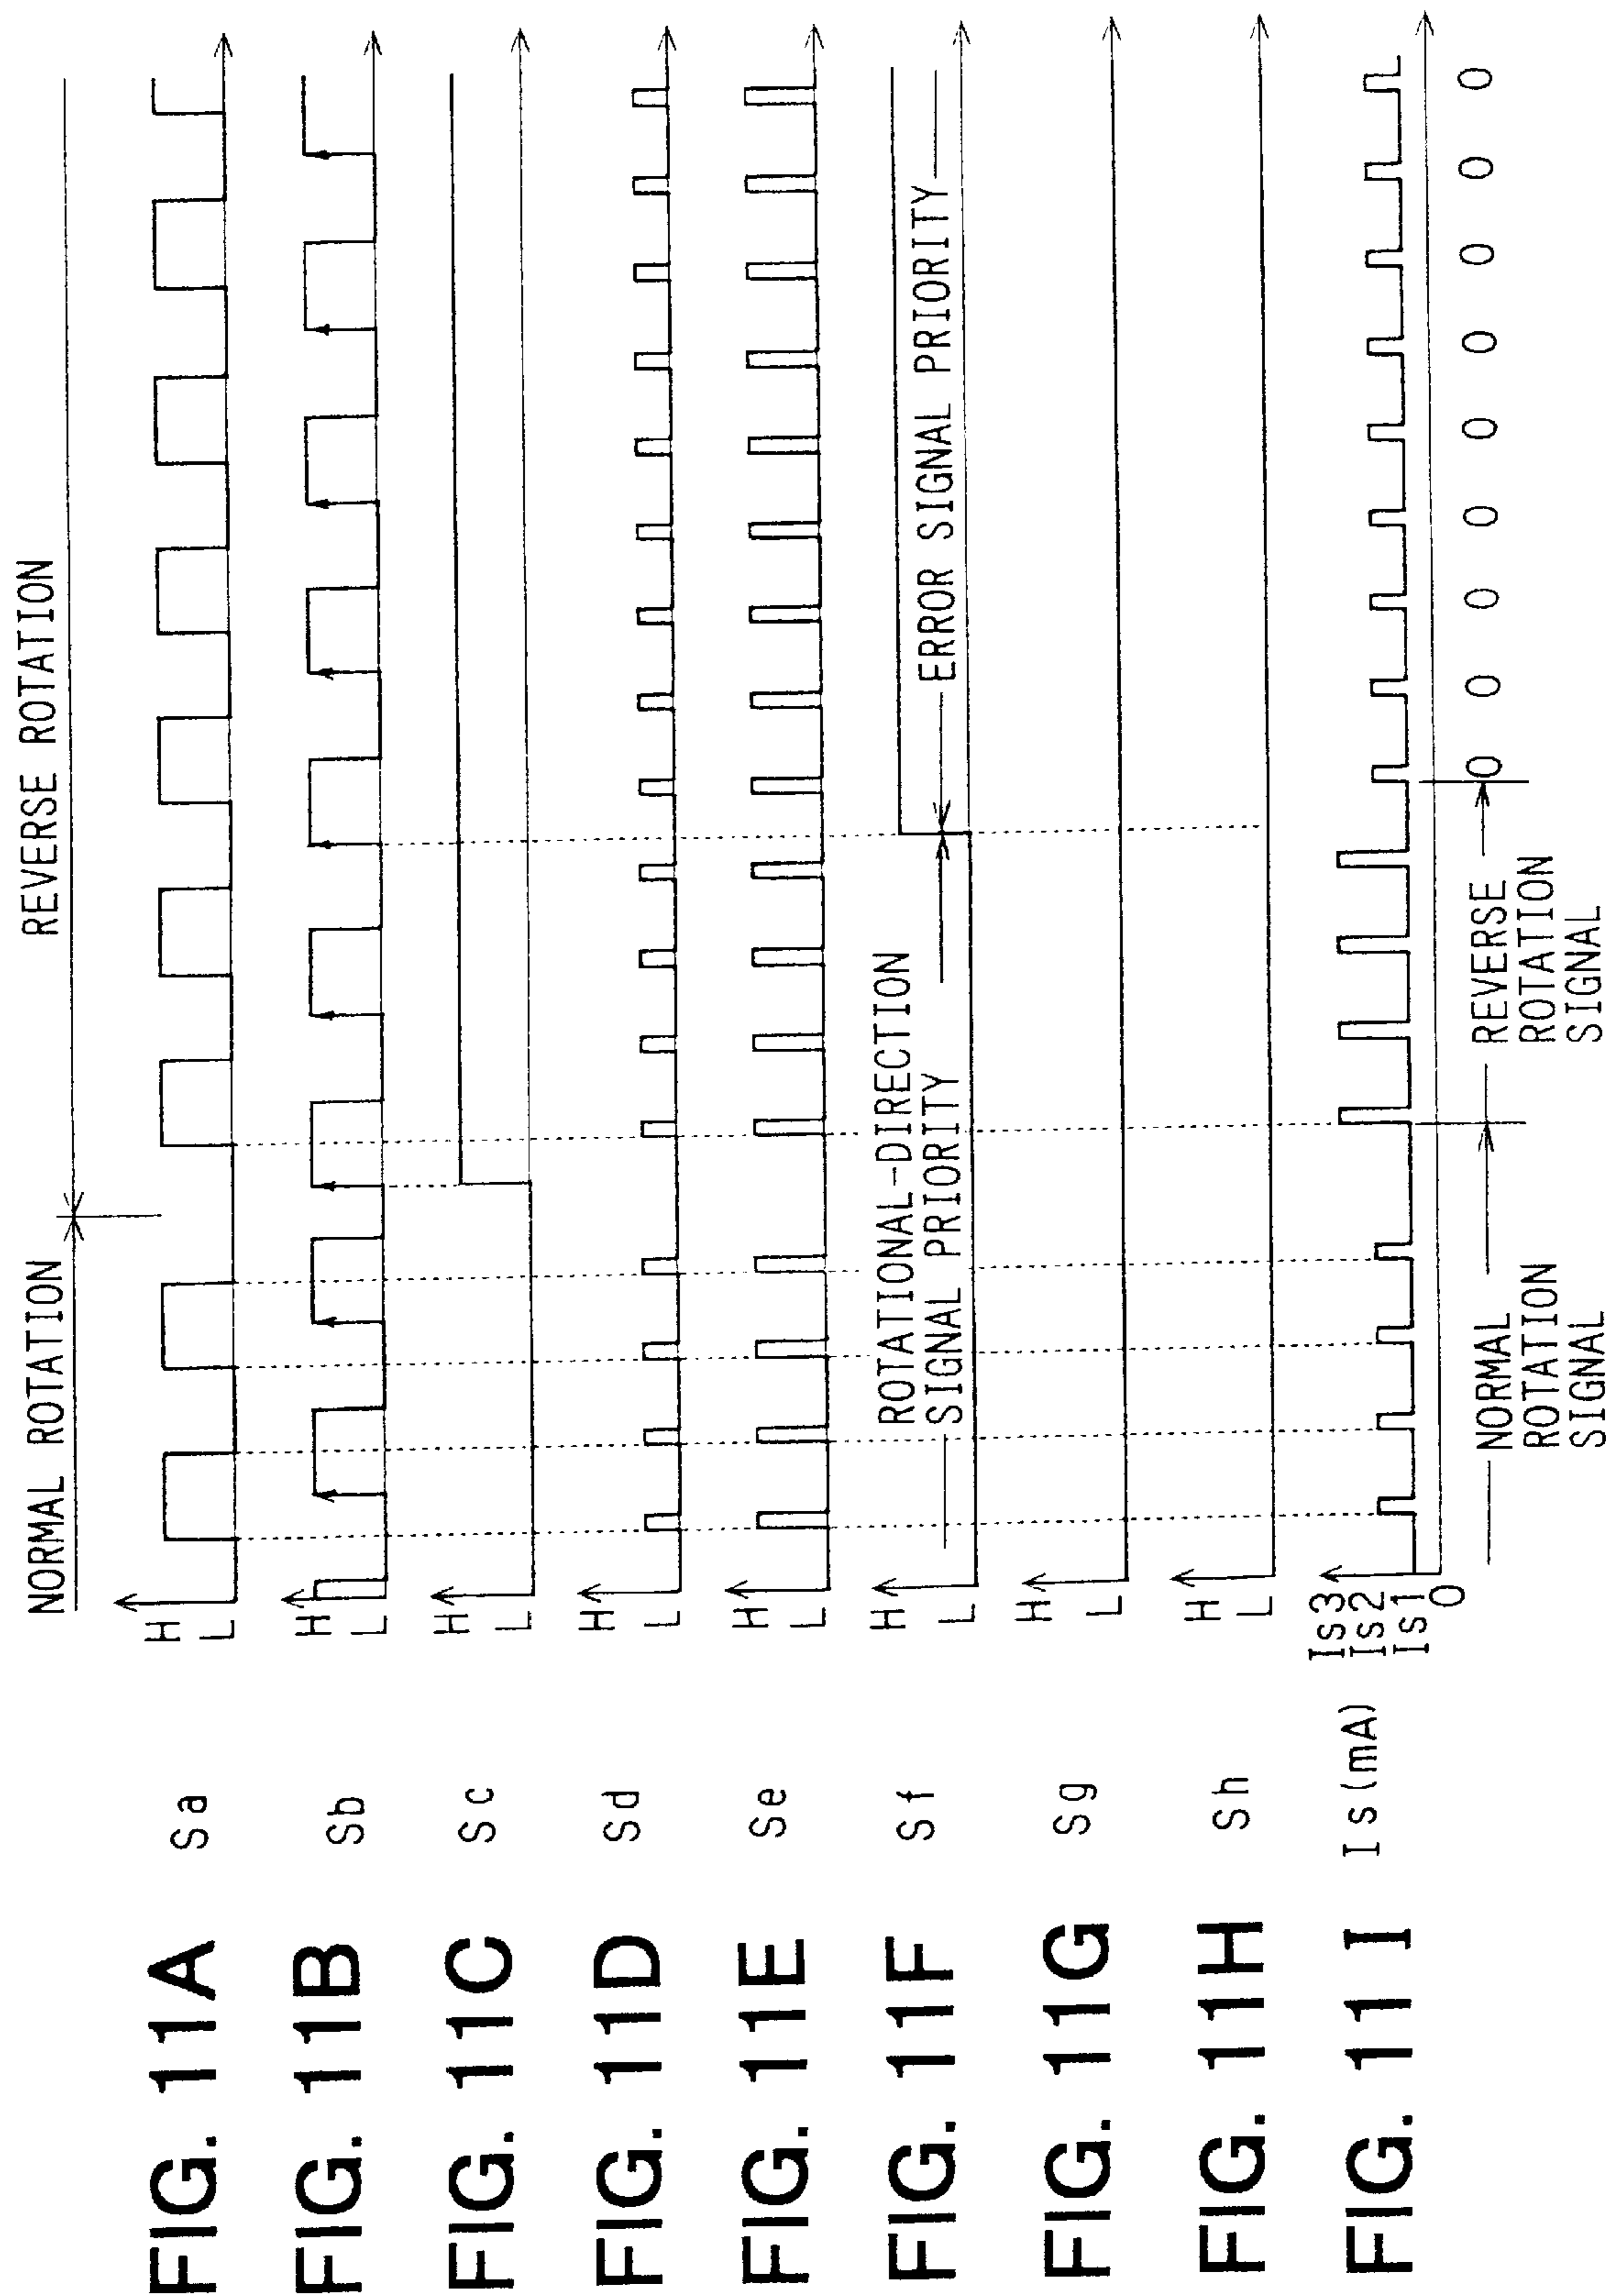 NORMAL ROTATION
REVERSE ROTATION
FIG. 11A
Sa
H
L
FIG. 11B
Sb
H
L
FIG. 11C
Sc
H
L
FIG. 11D
Sd
H
L
FIG. 11E
Se
H
L
FIG. 11F
Sf
H
L
ROTATIONAL-DIRECTION
SIGNAL PRIORITY
ERROR SIGNAL PRIORITY
FIG. 11G
Sg
H
L
FIG. 11H
Sh
H
L
FIG. 11I
Is(mA)
Is3
Is2
Is1
0
NORMAL
ROTATION
SIGNAL
REVERSE
ROTATION
SIGNAL
0 0 0 0 0 0 0 0 0